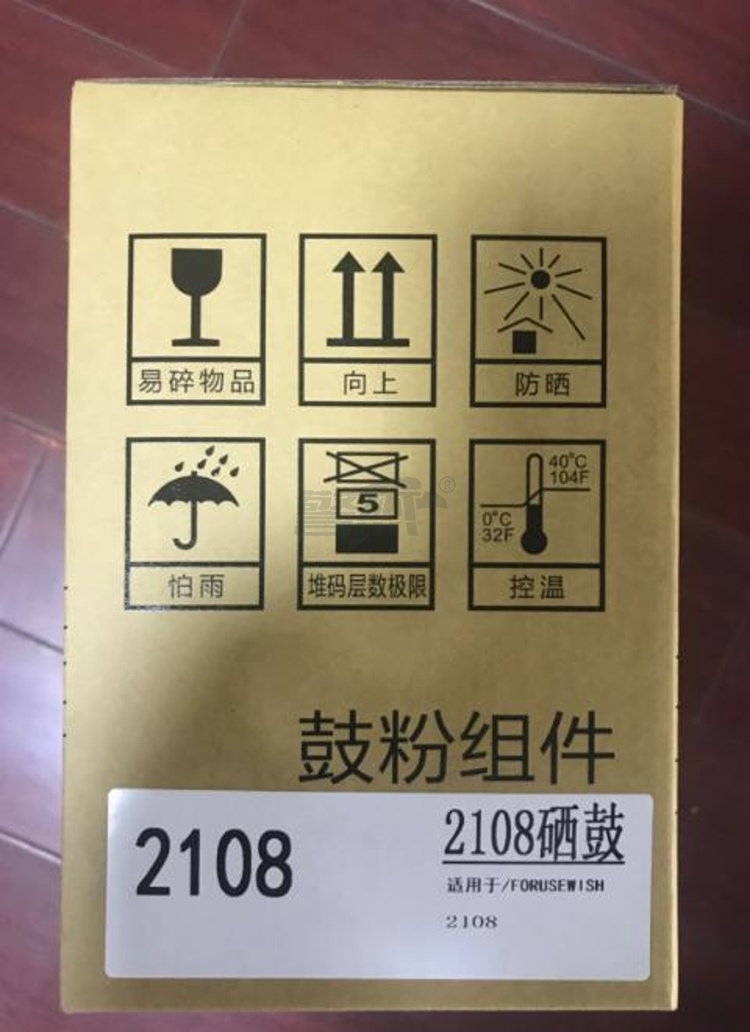 易碎物品
向上
防晒
怕雨
5
堆码层数极限
40°C
104F
0°C
32F
控温
鼓粉组件
2108
2108硒鼓
适用于/FORUSEWISH
2108